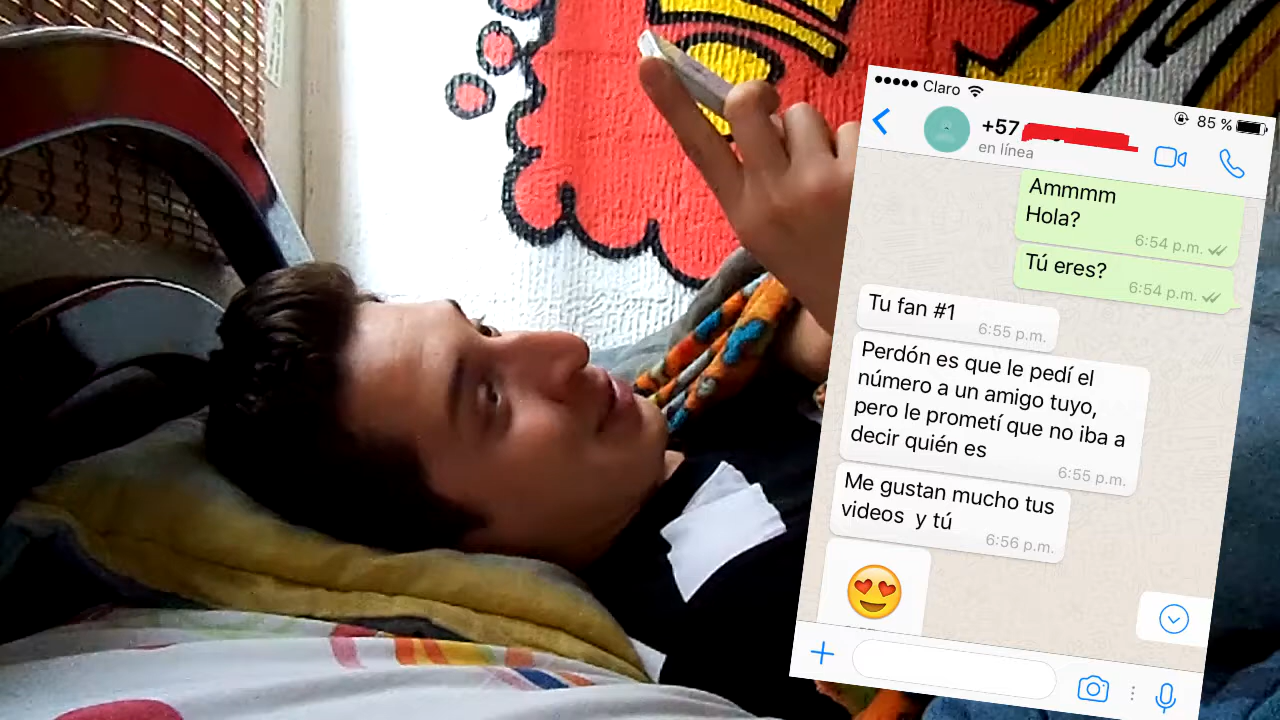 ●●●●● Claro
85 %
+57
en línea
Ammmm
Hola?
6:54 p.m.
Tú eres?
6:54 p.m.
Tu fan #1
6:55 p.m.
Perdón es que le pedí el
número a un amigo tuyo,
pero le prometí que no iba a
decir quién es
6:55 p.m.
Me gustan mucho tus
videos y tú
6:56 p.m.
😍